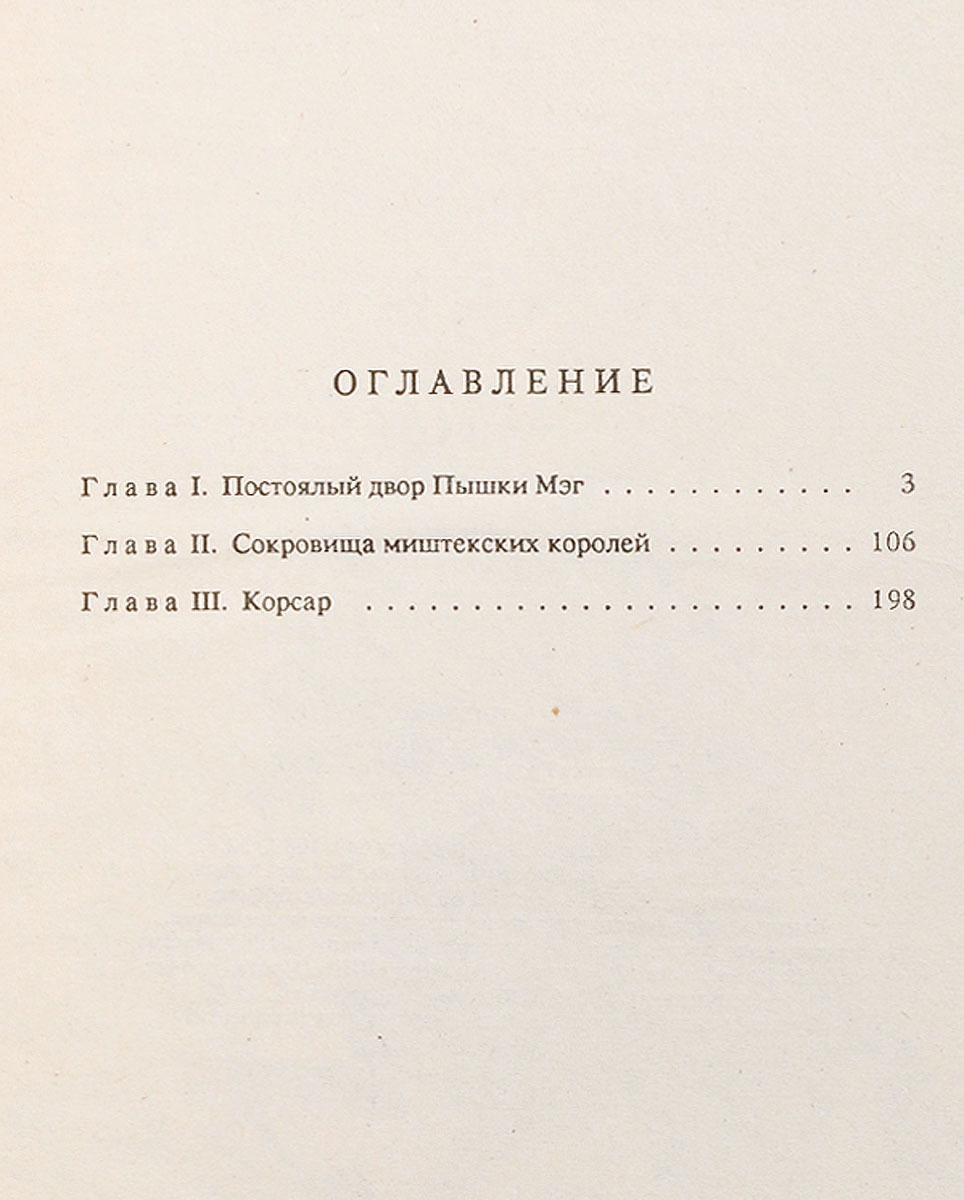 ОГЛАВЛЕНИЕ
Глава I. Постоялый двор Пышки Мэг . . . . . . . . . . . . 3
Глава II. Сокровища миштекских королей . . . . . . . . . 106
Глава III. Корсар . . . . . . . . . . . . . . . . . . . . . . . 198